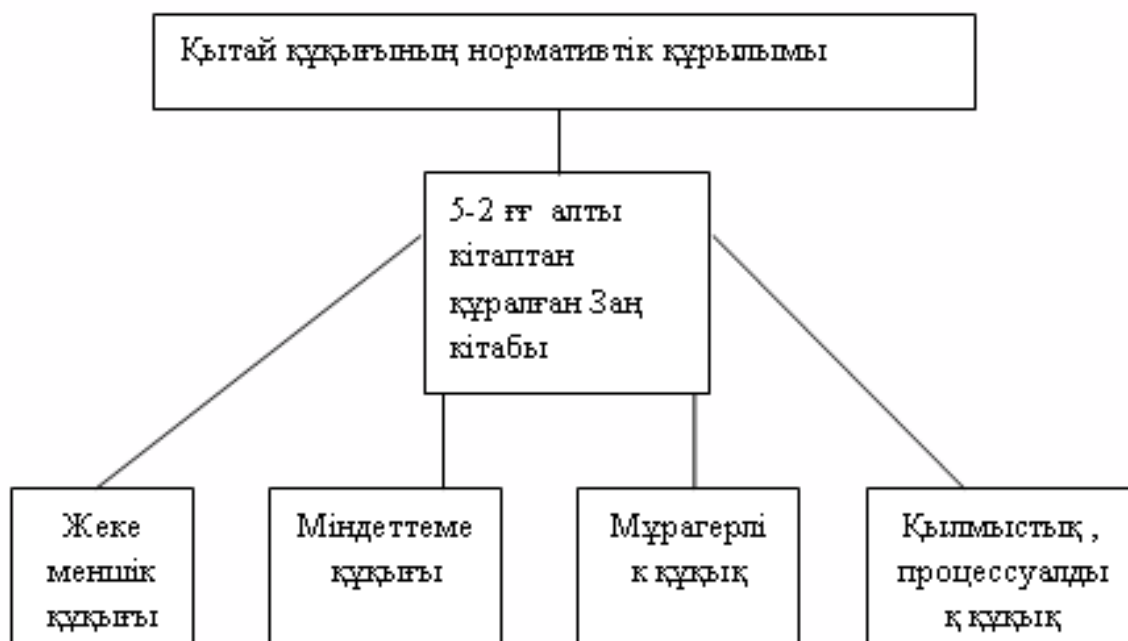 Қытай құқығының нормативтік құрылымы
5-2 ғғ алты
кітаптан
құралған Заң
кітабы
Жеке
меншік
құқығы
Міндеттеме
құқығы
Мұрагерлі
к құқық
Қылмыстық ,
процессуалды
қ құқық